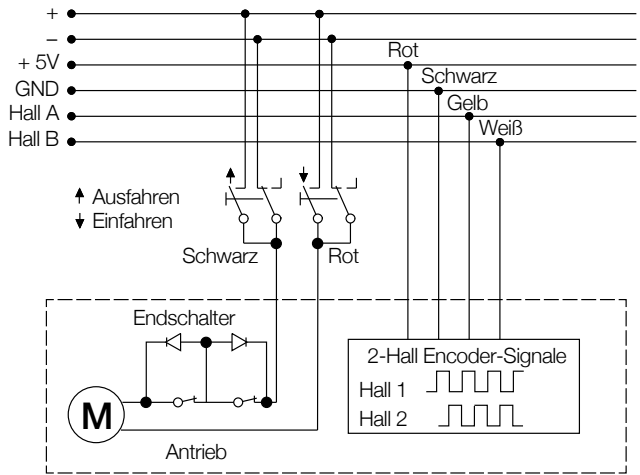 +
–
+ 5V
GND
Hall A
Hall B
Rot
Schwarz
Gelb
Weiß
Ausfahren
Einfahren
Schwarz
Rot
Endschalter
M
Antrieb
2-Hall Encoder-Signale
Hall 1
Hall 2